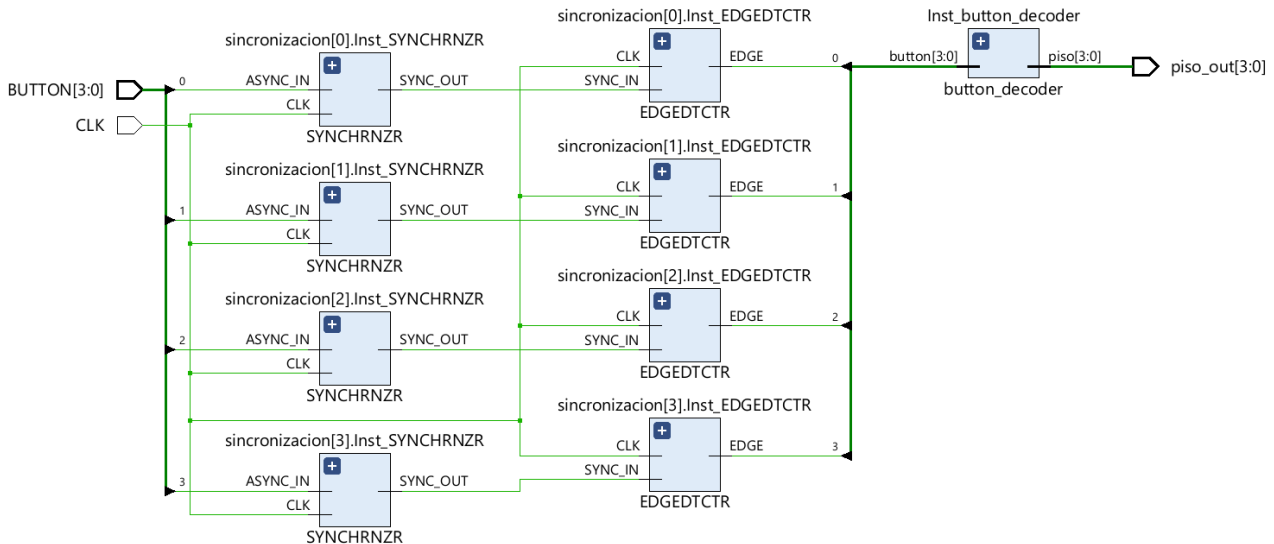 sincronizacion[0].Inst_EDGEDTCTR
Inst_button_decoder
sincronizacion[0].Inst_SYNCHRNZR
CLK
EDGE
0
button[3:0]
piso[3:0]
piso_out[3:0]
BUTTON[3:0]
0
ASYNC_IN
SYNC_OUT
SYNC_IN
button_decoder
CLK
CLK
EDGEDTCTR
SYNCHRNZR
sincronizacion[1].Inst_EDGEDTCTR
sincronizacion[1].Inst_SYNCHRNZR
CLK
EDGE
1
1
ASYNC_IN
SYNC_OUT
SYNC_IN
CLK
EDGEDTCTR
SYNCHRNZR
sincronizacion[2].Inst_EDGEDTCTR
sincronizacion[2].Inst_SYNCHRNZR
CLK
EDGE
2
2
ASYNC_IN
SYNC_OUT
SYNC_IN
CLK
EDGEDTCTR
SYNCHRNZR
sincronizacion[3].Inst_EDGEDTCTR
sincronizacion[3].Inst_SYNCHRNZR
CLK
EDGE
3
SYNC_IN
3
ASYNC_IN
SYNC_OUT
CLK
EDGEDTCTR
SYNCHRNZR